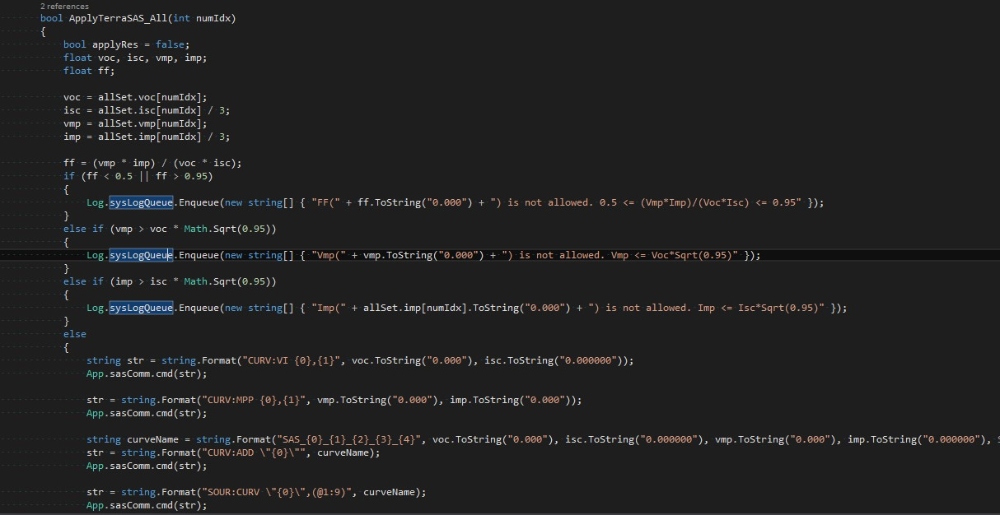 2 references
bool ApplyTerraSAS_All(int numIdx)
{
bool applyRes = false;
float voc, isc, vmp, imp;
float ff;
voc = allSet.voc[numIdx];
isc = allSet.isc[numIdx] / 3;
vmp = allSet.vmp[numIdx];
imp = allSet.imp[numIdx] / 3;
ff = (vmp * imp) / (voc * isc);
if (ff < 0.5 || ff > 0.95)
{
Log.sysLogQueue.Enqueue(new string[] { "FF(" + ff.ToString("0.000") + ") is not allowed. 0.5 <= (Vmp*Imp)/(Voc*Isc) <= 0.95" });
}
else if (vmp > voc * Math.Sqrt(0.95))
{
Log.sysLogQueue.Enqueue(new string[] { "Vmp(" + vmp.ToString("0.000") + ") is not allowed. Vmp <= Voc*Sqrt(0.95)" });
}
else if (imp > isc * Math.Sqrt(0.95))
{
Log.sysLogQueue.Enqueue(new string[] { "Imp(" + allSet.imp[numIdx].ToString("0.000") + ") is not allowed. Imp <= Isc*Sqrt(0.95)" });
}
else
{
string str = string.Format("CURV:VI {0},{1}", voc.ToString("0.000"), isc.ToString("0.000000"));
App.sasComm.cmd(str);
str = string.Format("CURV:MPP {0},{1}", vmp.ToString("0.000"), imp.ToString("0.000"));
App.sasComm.cmd(str);
string curveName = string.Format("SAS_{0}_{1}_{2}_{3}_{4}", voc.ToString("0.000"), isc.ToString("0.000000"), vmp.ToString("0.000"), imp.ToString("0.000000"),
str = string.Format("CURV:ADD \"{0}\"", curveName);
App.sasComm.cmd(str);
str = string.Format("SOUR:CURV \"{0}\",(@1:9)", curveName);
App.sasComm.cmd(str);